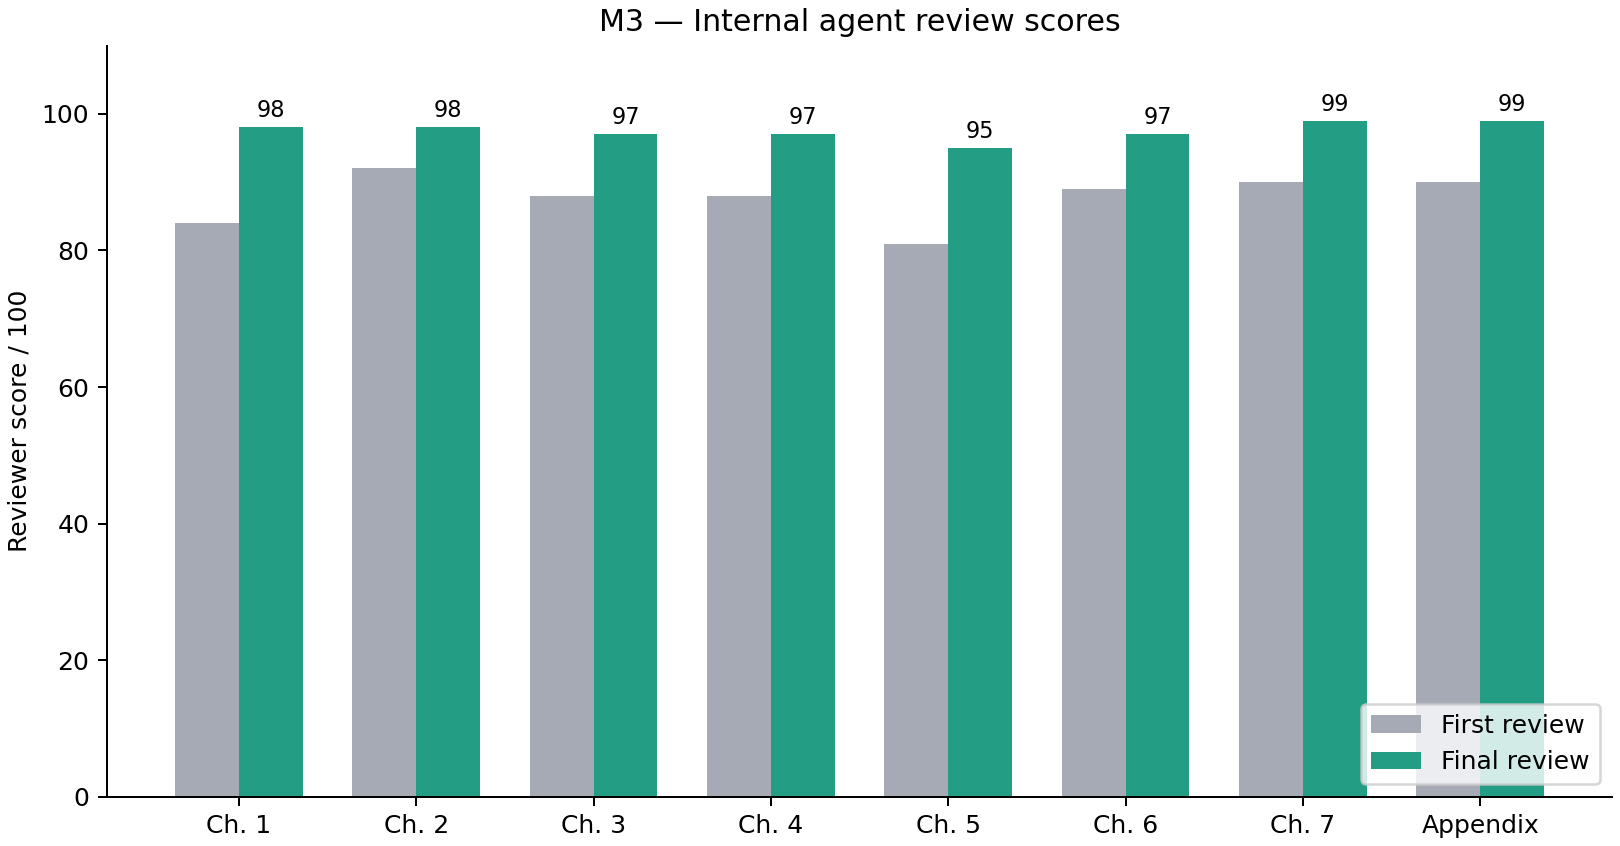 M3 — Internal agent review scores
Reviewer score / 100
100
80
60
40
20
0
98
98
97
97
95
97
99
99
Ch. 1
Ch. 2
Ch. 3
Ch. 4
Ch. 5
Ch. 6
Ch. 7
Appendix
First review
Final review